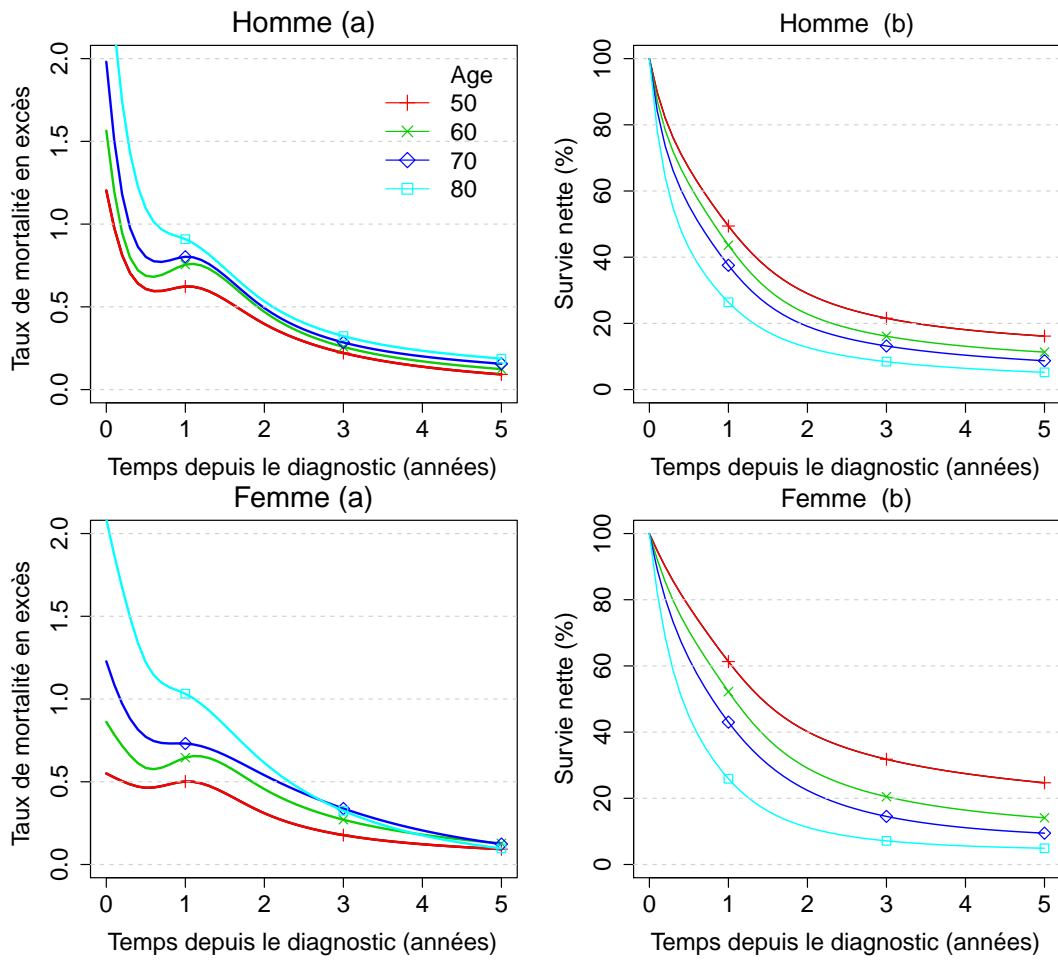 Homme (a)
Taux de mortalité en excès
2.0
1.5
1.0
0.5
0.0
Age
50
60
70
80
0 1 2 3 4 5
Temps depuis le diagnostic (années)
Homme (b)
Survie nette (%)
100
80
60
40
20
0
0 1 2 3 4 5
Temps depuis le diagnostic (années)
Femme (a)
Taux de mortalité en excès
2.0
1.5
1.0
0.5
0.0
0 1 2 3 4 5
Temps depuis le diagnostic (années)
Femme (b)
Survie nette (%)
100
80
60
40
20
0
0 1 2 3 4 5
Temps depuis le diagnostic (années)